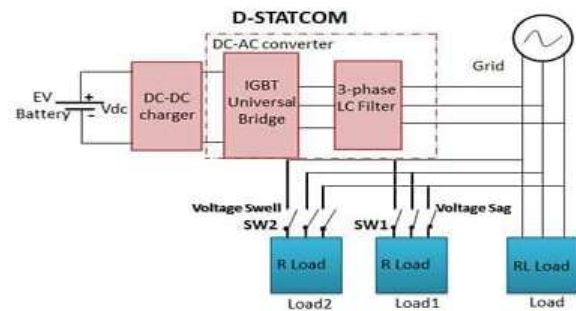 D-STATCOM
DC-AC converter
Grid
EV
Battery
+
-
Vdc
DC-DC
charger
IGBT
Universal
Bridge
3-phase
LC Filter
Voltage Swell
SW2
SW1
Voltage Sag
R Load
R Load
RL Load
Load2
Load1
Load